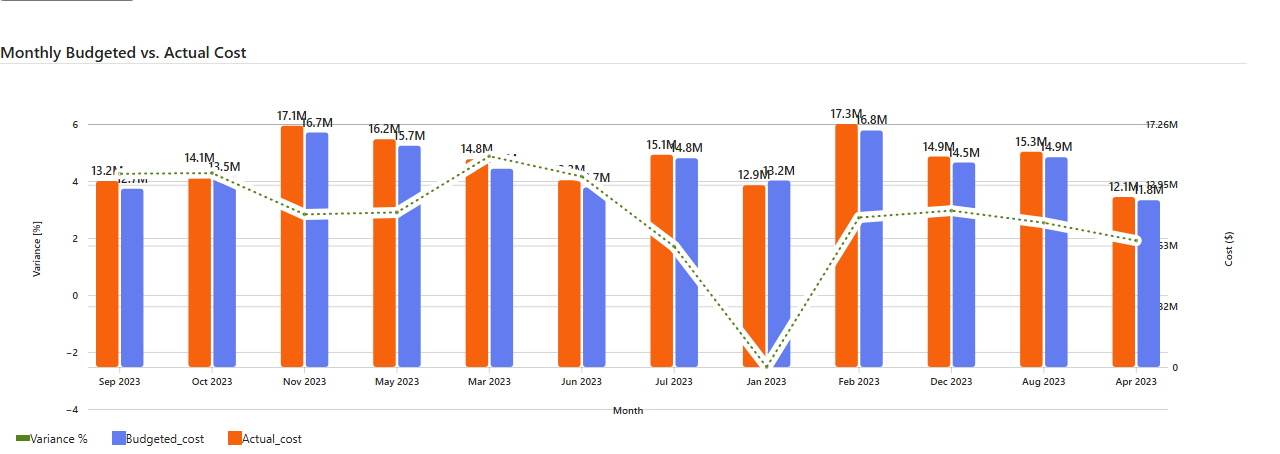 Monthly Budgeted vs. Actual Cost
17.1M 16.7M 17.3M 16.8M
16.2M 15.7M 15.1M 14.8M 14.9M 14.5M 15.3M 14.9M
14.1M 13.5M 14.8M
13.2M 12.9M 13.2M 12.1M 11.8M
6
4
2
0
−2
−4
Variance [%]
17.26M
0
Cost ($)
Sep 2023 Oct 2023 Nov 2023 May 2023 Mar 2023 Jun 2023 Jul 2023 Jan 2023 Feb 2023 Dec 2023 Aug 2023 Apr 2023
Month
Variance % Budgeted_cost Actual_cost